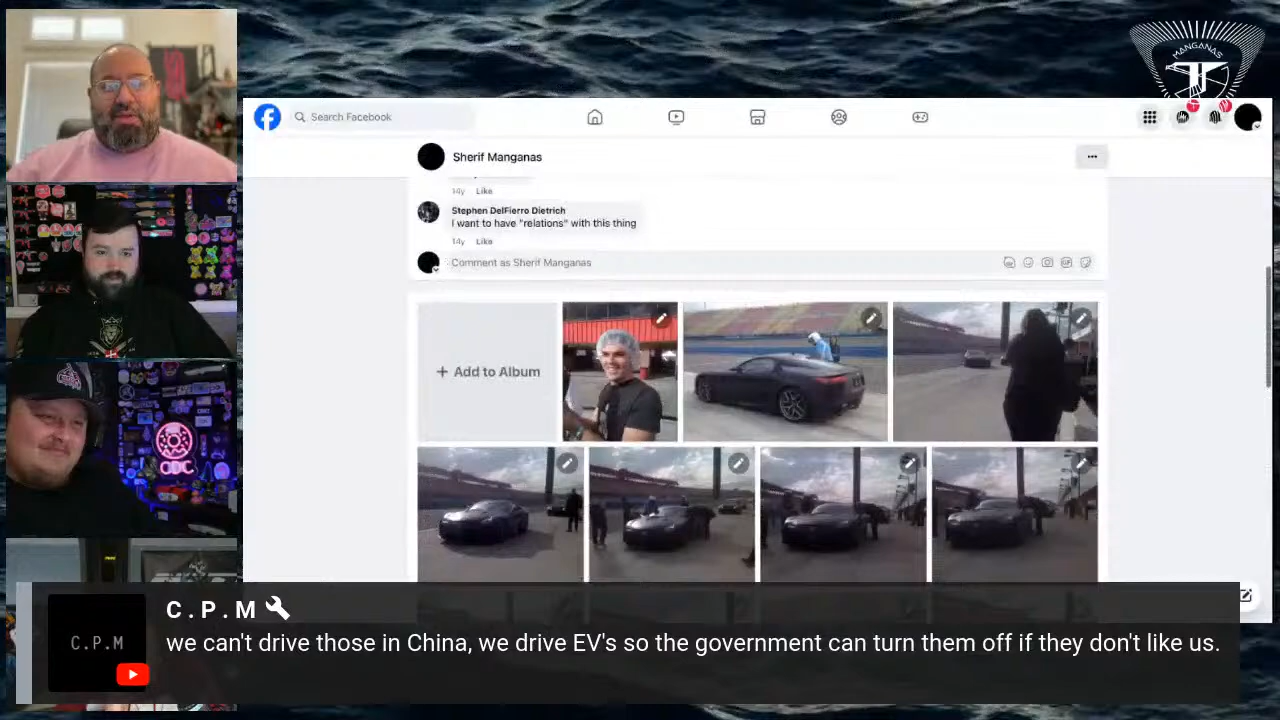 MANGANAS
Search Facebook
Sherif Manganas
14y Like
Stephen DelFierro Dietrich
I want to have "relations" with this thing
14y Like
Comment as Sherif Manganas
GIF
+ Add to Album
ODC
C . P . M
C . P . M
we can't drive those in China, we drive EV's so the government can turn them off if they don't like us.